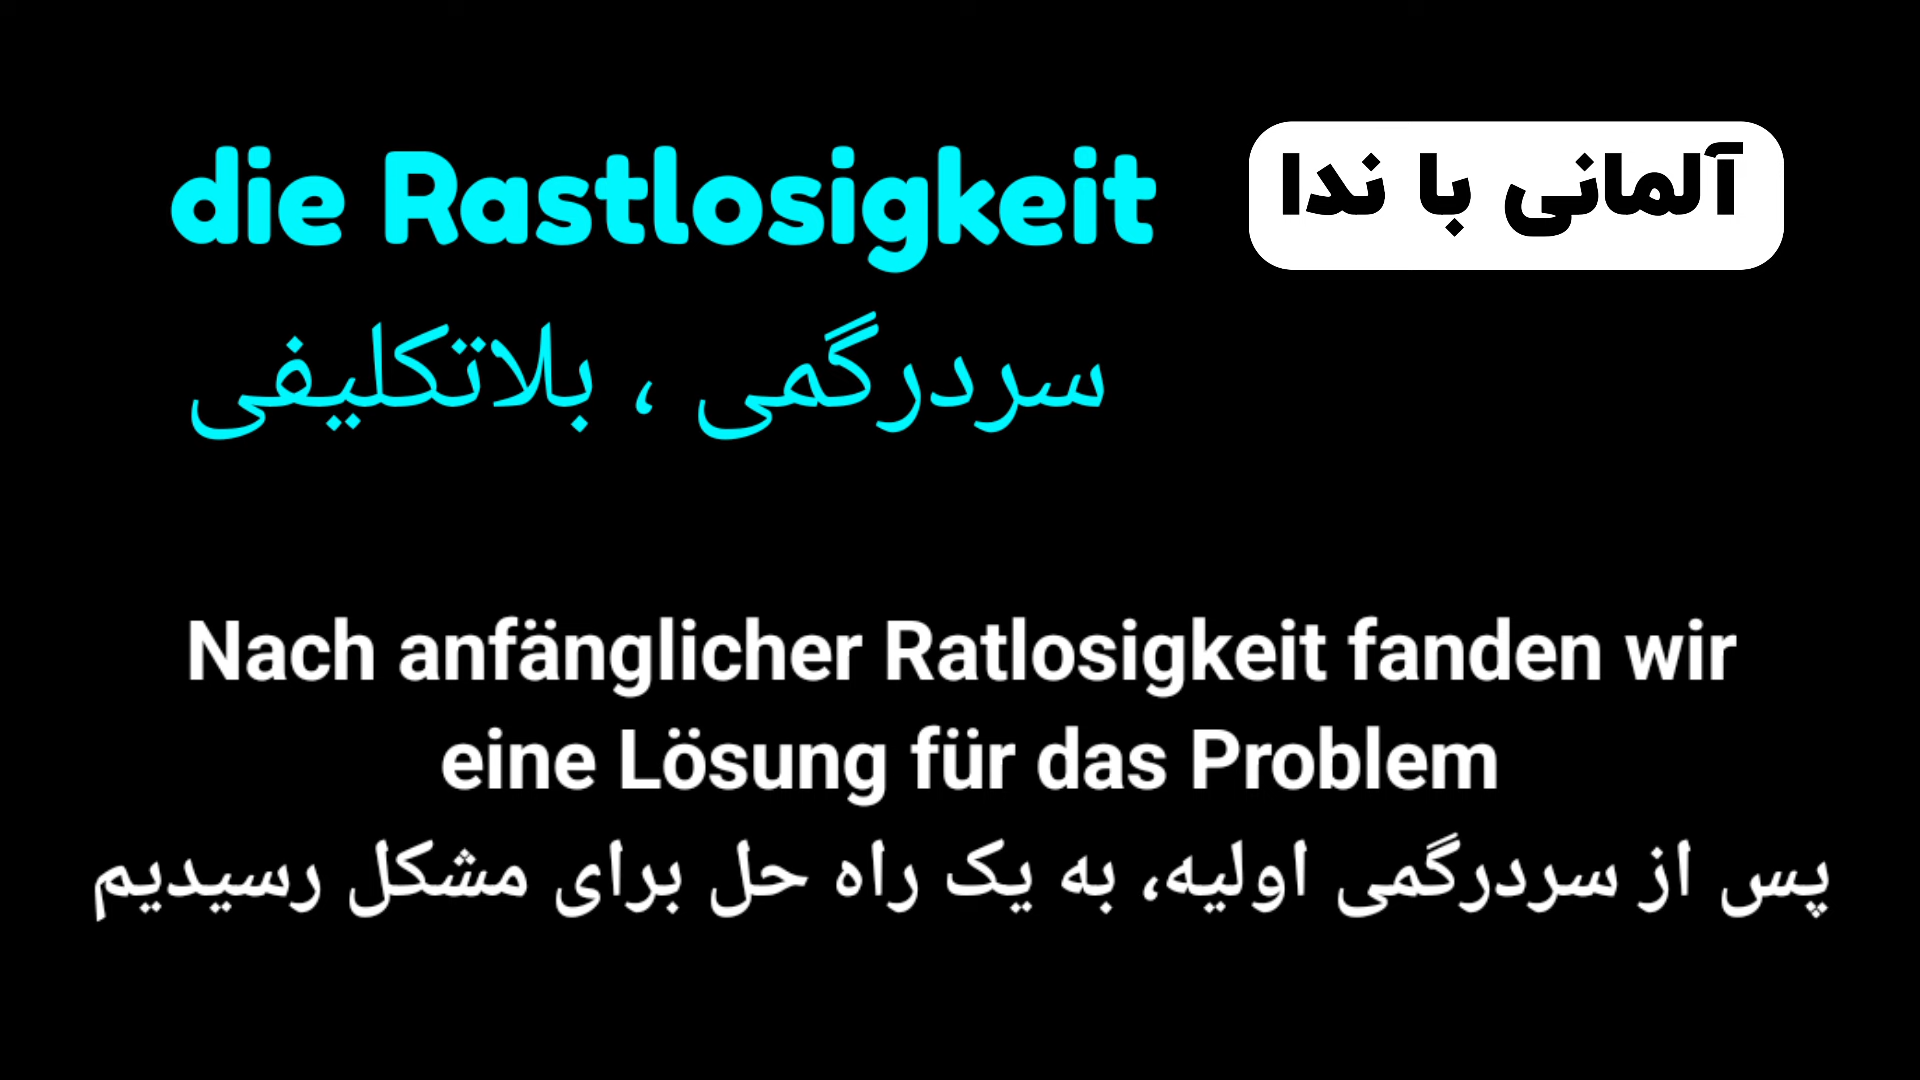 die Rastlosigkeit
آلمانی با ندا
سردرگمی ، بلاتکلیفی
Nach anfänglicher Ratlosigkeit fanden wir
eine Lösung für das Problem
پس از سردرگمی اولیه، به یک راه حل برای مشکل رسیدیم